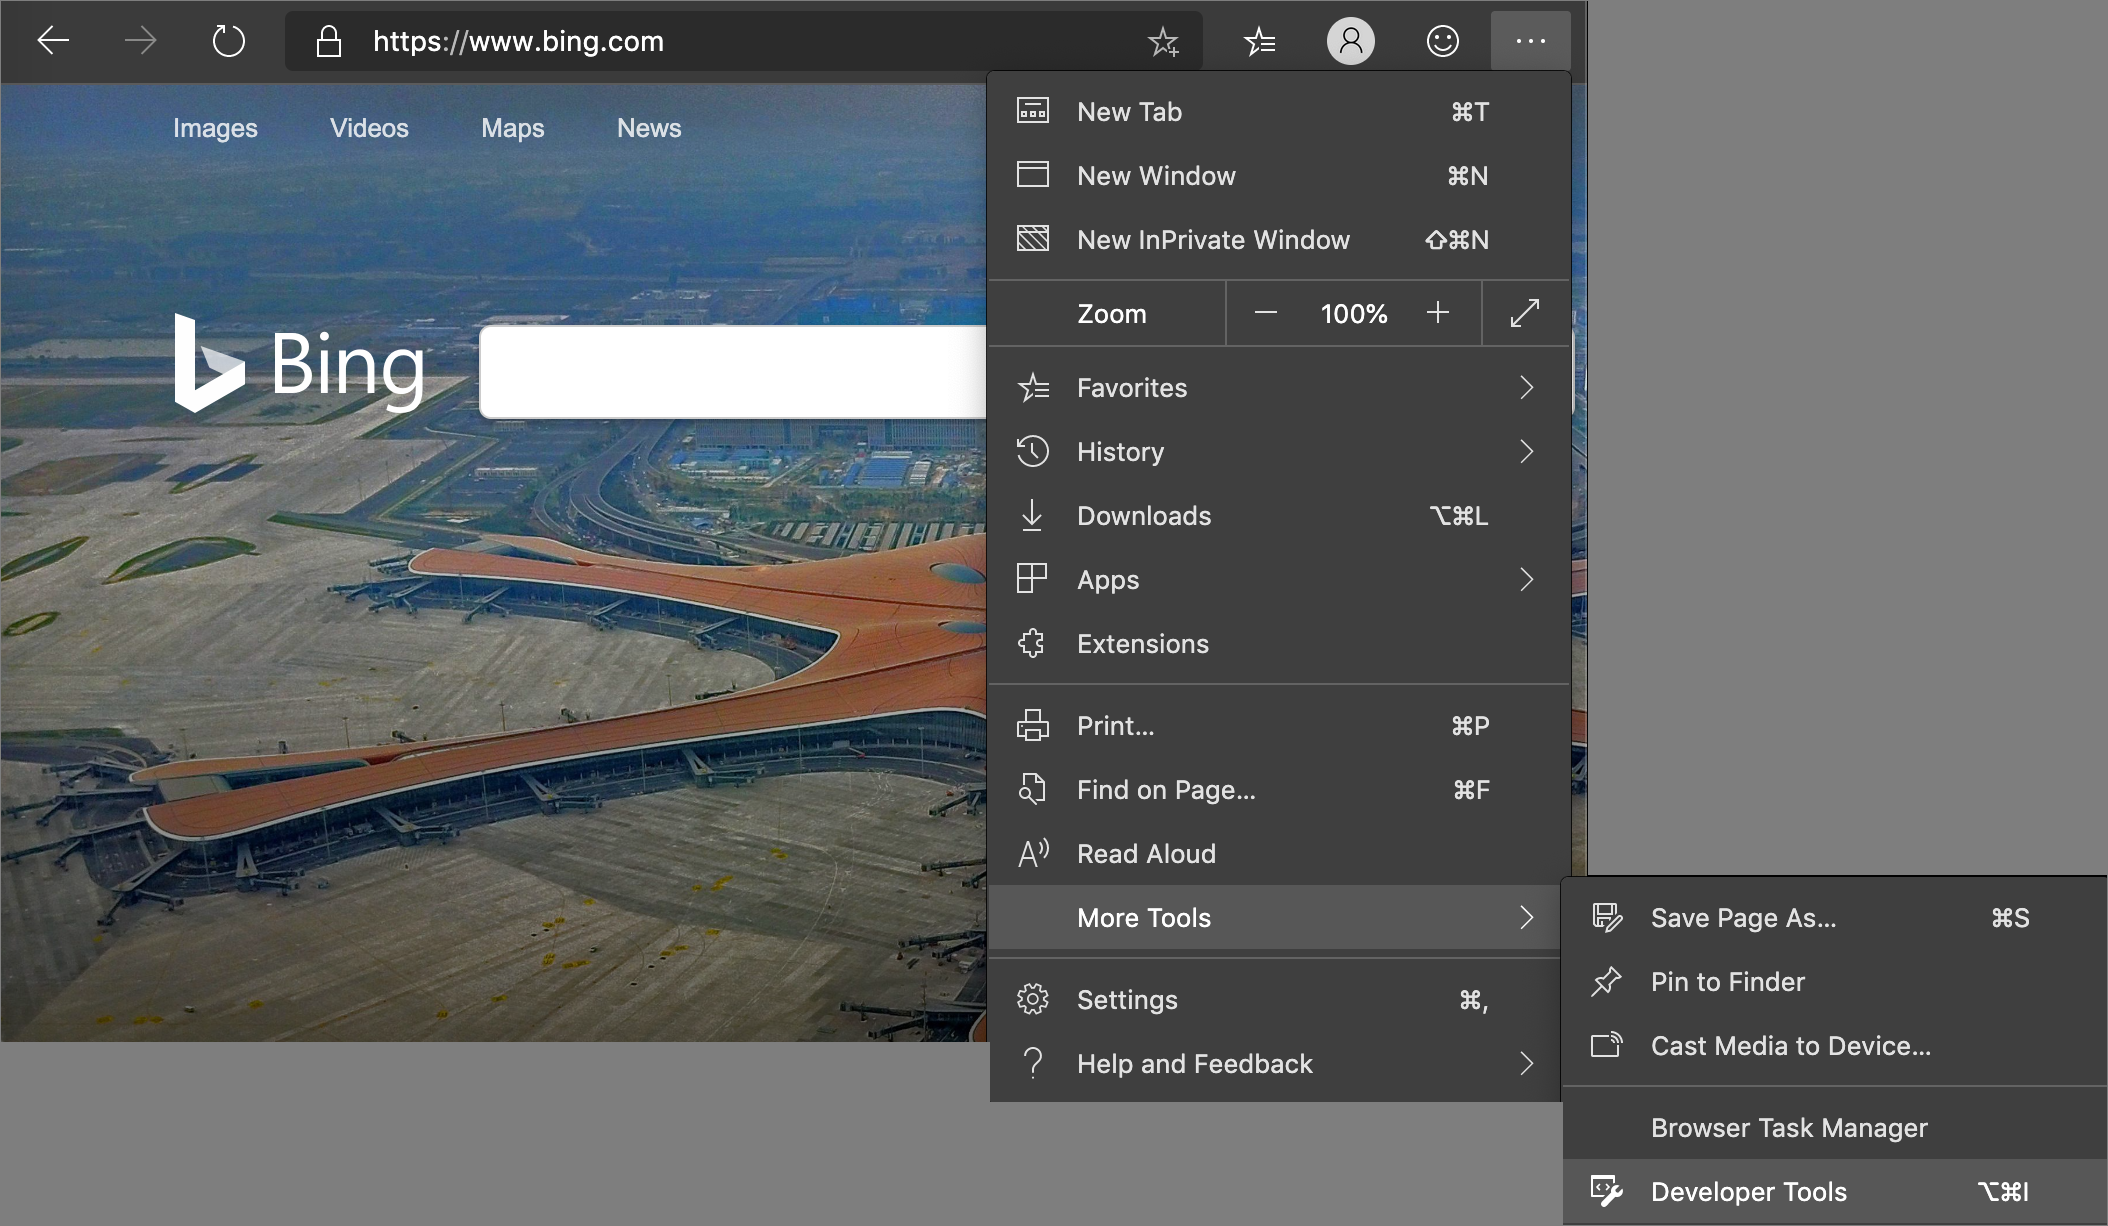 https://www.bing.com
Images Videos Maps News
Bing
New Tab ⌘T
New Window ⌘N
New InPrivate Window ⇧⌘N
Zoom 100%
Favorites
History
Downloads ⌥⌘L
Apps
Extensions
Print... ⌘P
Find on Page... ⌘F
Read Aloud
More Tools
Settings ⌘,
Help and Feedback
Save Page As... ⌘S
Pin to Finder
Cast Media to Device...
Browser Task Manager
Developer Tools ⌥⌘I